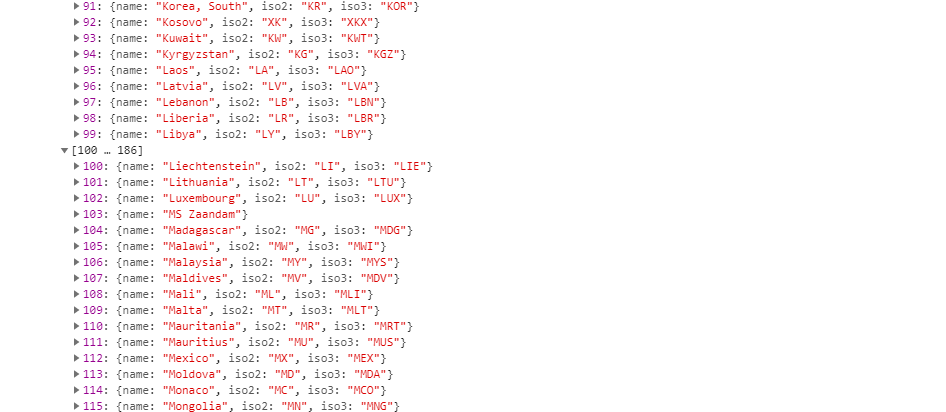 91: {name: "Korea, South", iso2: "KR", iso3: "KOR"}
92: {name: "Kosovo", iso2: "XK", iso3: "XKX"}
93: {name: "Kuwait", iso2: "KW", iso3: "KWT"}
94: {name: "Kyrgyzstan", iso2: "KG", iso3: "KGZ"}
95: {name: "Laos", iso2: "LA", iso3: "LAO"}
96: {name: "Latvia", iso2: "LV", iso3: "LVA"}
97: {name: "Lebanon", iso2: "LB", iso3: "LBN"}
98: {name: "Liberia", iso2: "LR", iso3: "LBR"}
99: {name: "Libya", iso2: "LY", iso3: "LBY"}
[100 … 186]
100: {name: "Liechtenstein", iso2: "LI", iso3: "LIE"}
101: {name: "Lithuania", iso2: "LT", iso3: "LTU"}
102: {name: "Luxembourg", iso2: "LU", iso3: "LUX"}
103: {name: "MS Zaandam"}
104: {name: "Madagascar", iso2: "MG", iso3: "MDG"}
105: {name: "Malawi", iso2: "MW", iso3: "MWI"}
106: {name: "Malaysia", iso2: "MY", iso3: "MYS"}
107: {name: "Maldives", iso2: "MV", iso3: "MDV"}
108: {name: "Mali", iso2: "ML", iso3: "MLI"}
109: {name: "Malta", iso2: "MT", iso3: "MLT"}
110: {name: "Mauritania", iso2: "MR", iso3: "MRT"}
111: {name: "Mauritius", iso2: "MU", iso3: "MUS"}
112: {name: "Mexico", iso2: "MX", iso3: "MEX"}
113: {name: "Moldova", iso2: "MD", iso3: "MDA"}
114: {name: "Monaco", iso2: "MC", iso3: "MCO"}
115: {name: "Mongolia", iso2: "MN", iso3: "MNG"}